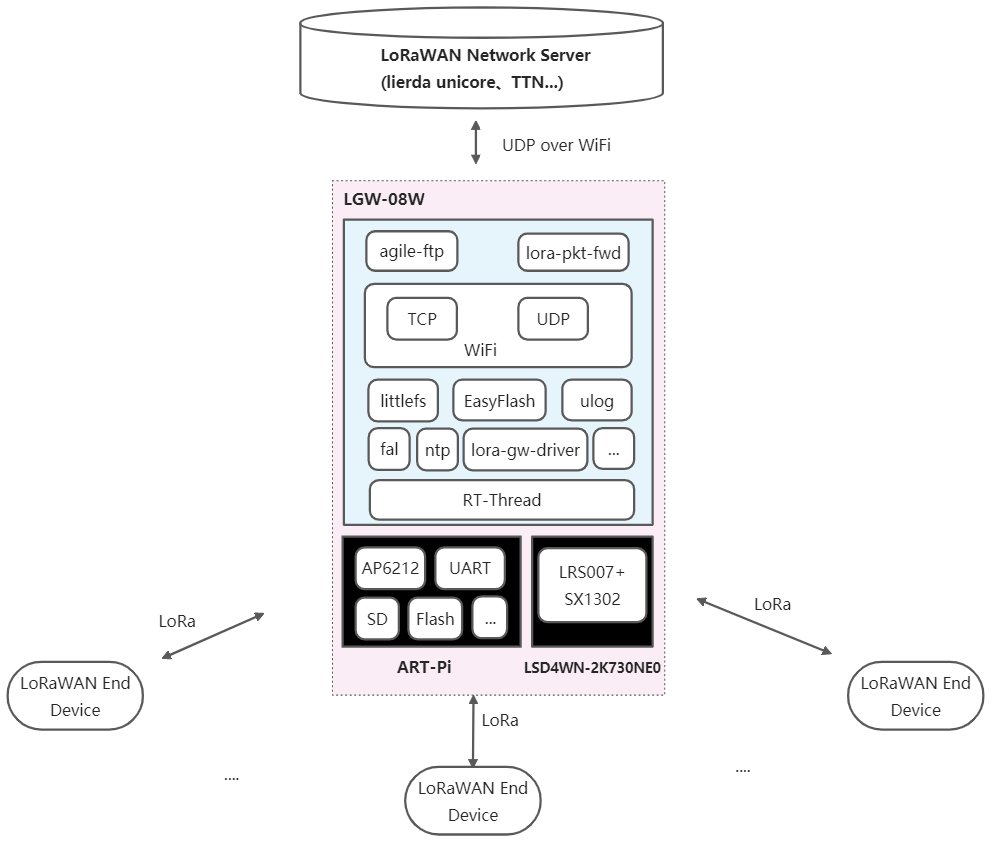 LoRaWAN Network Server
(lierda unicore、TTN...)
UDP over WiFi
LGW-08W
agile-ftp
lora-pkt-fwd
TCP
UDP
WiFi
littlefs
EasyFlash
ulog
fal
ntp
lora-gw-driver
...
RT-Thread
AP6212
UART
SD
Flash
...
LRS007+
SX1302
ART-Pi
LSD4WN-2K730NE0
LoRa
LoRa
LoRaWAN End
Device
LoRaWAN End
Device
LoRa
....
....
LoRaWAN End
Device